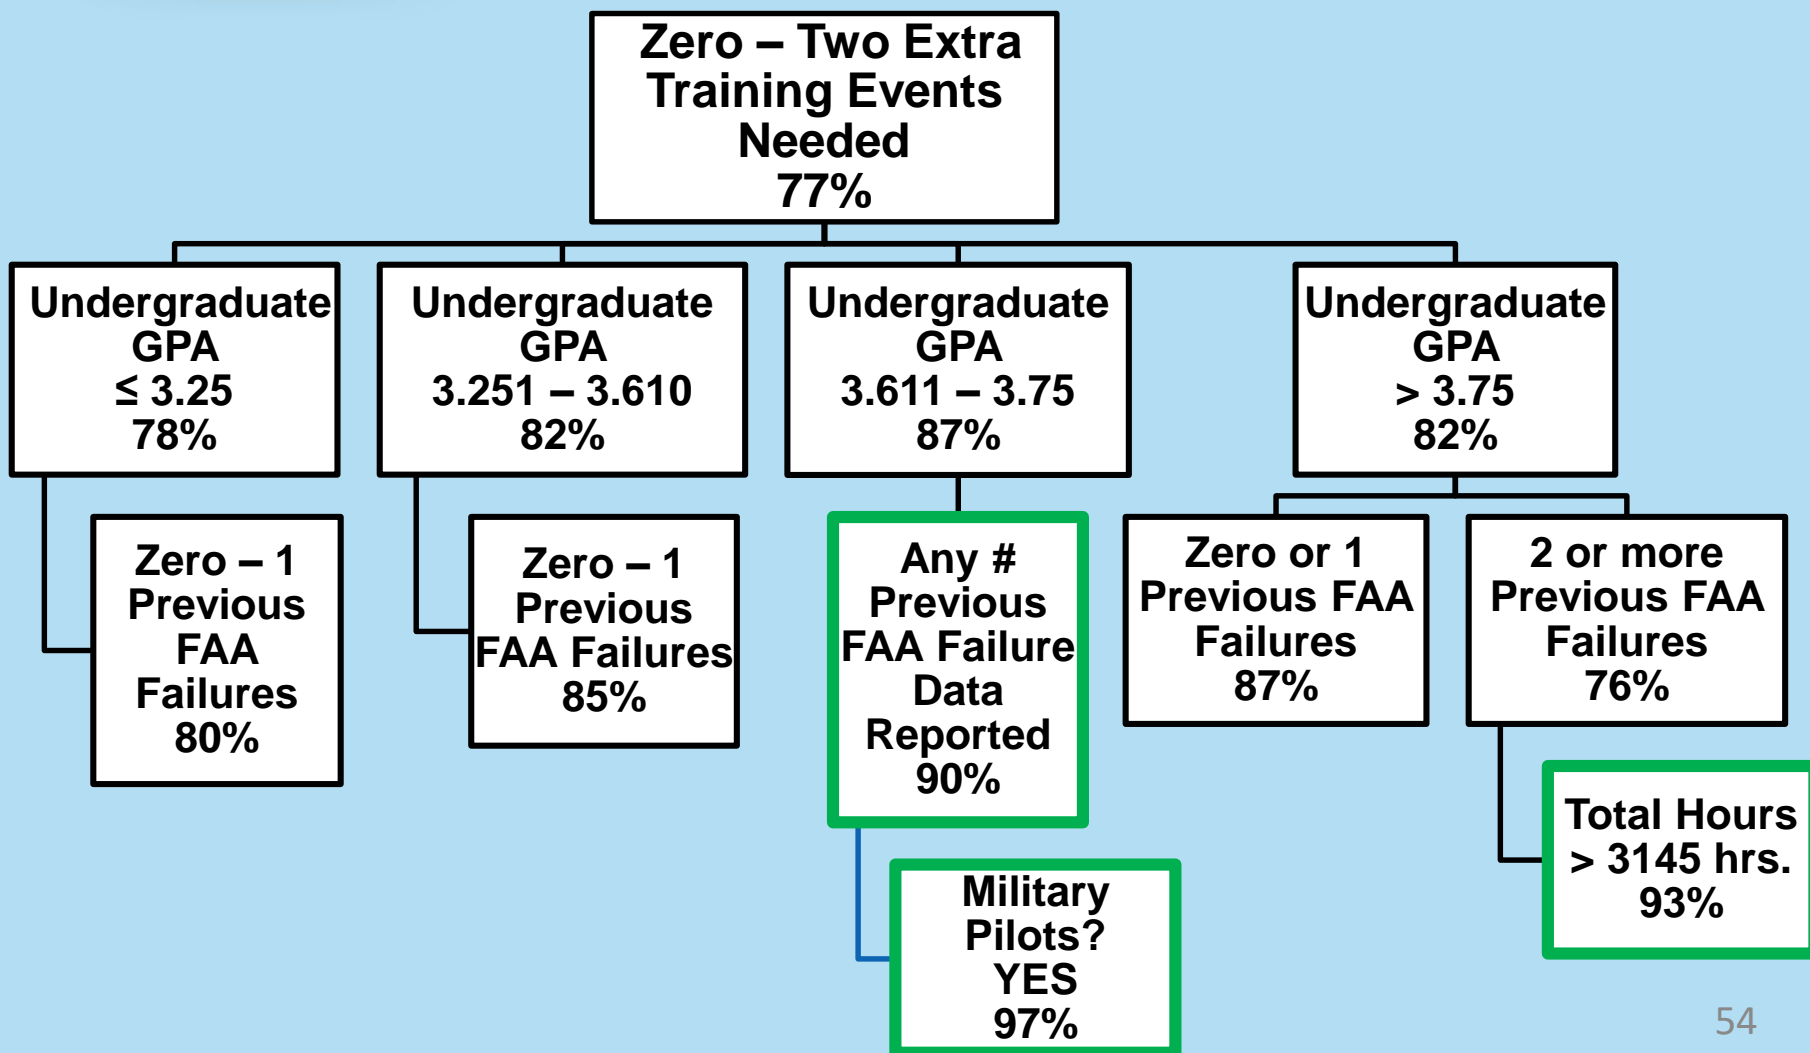 Zero – Two Extra
Training Events
Needed
77%
Undergraduate
GPA
≤ 3.25
78%
Undergraduate
GPA
3.251 – 3.610
82%
Undergraduate
GPA
3.611 – 3.75
87%
Undergraduate
GPA
> 3.75
82%
Zero – 1
Previous
FAA
Failures
80%
Zero – 1
Previous
FAA Failures
85%
Any #
Previous
FAA Failure
Data
Reported
90%
Zero or 1
Previous FAA
Failures
87%
2 or more
Previous FAA
Failures
76%
Total Hours
> 3145 hrs.
93%
Military
Pilots?
YES
97%
54